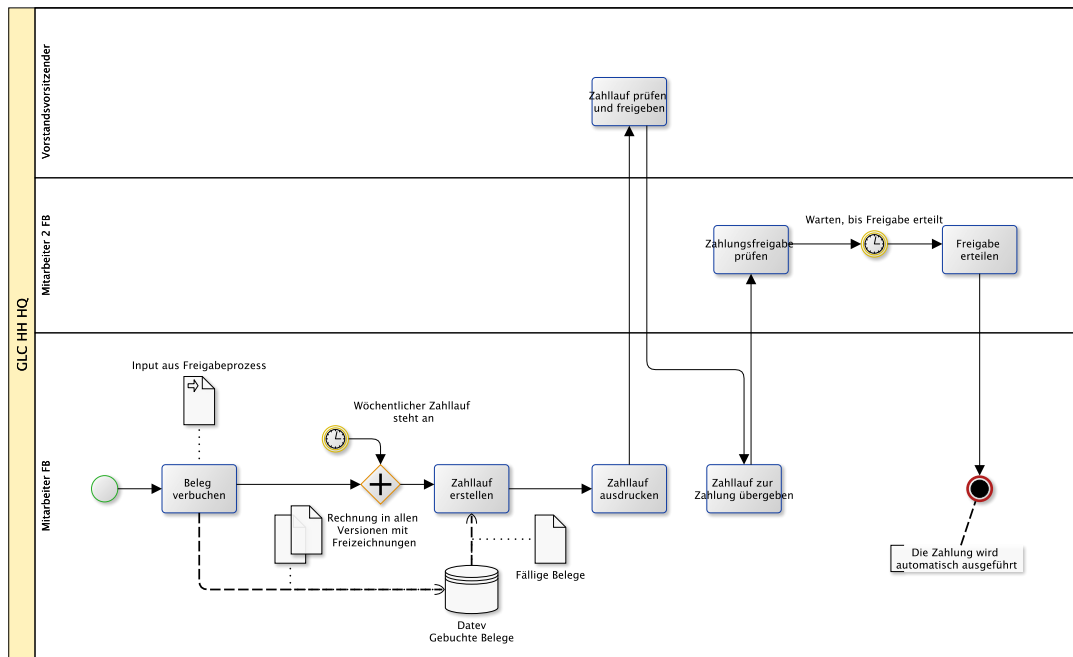 GLC HH HQ
Vorstandsvorsitzender
Zahllauf prüfen
und freigeben
Mitarbeiter 2 FB
Zahlungsfreigabe
prüfen
Warten, bis Freigabe erteilt
Freigabe
erteilen
Mitarbeiter FB
Input aus Freigabeprozess
Beleg
verbuchen
Wöchentlicher Zahllauf
steht an
Rechnung in allen
Versionen mit
Freizeichnungen
Zahllauf
erstellen
Fällige Belege
Datev
Gebuchte Belege
Zahllauf
ausdrucken
Zahllauf zur
Zahlung übergeben
Die Zahlung wird
automatisch ausgeführt